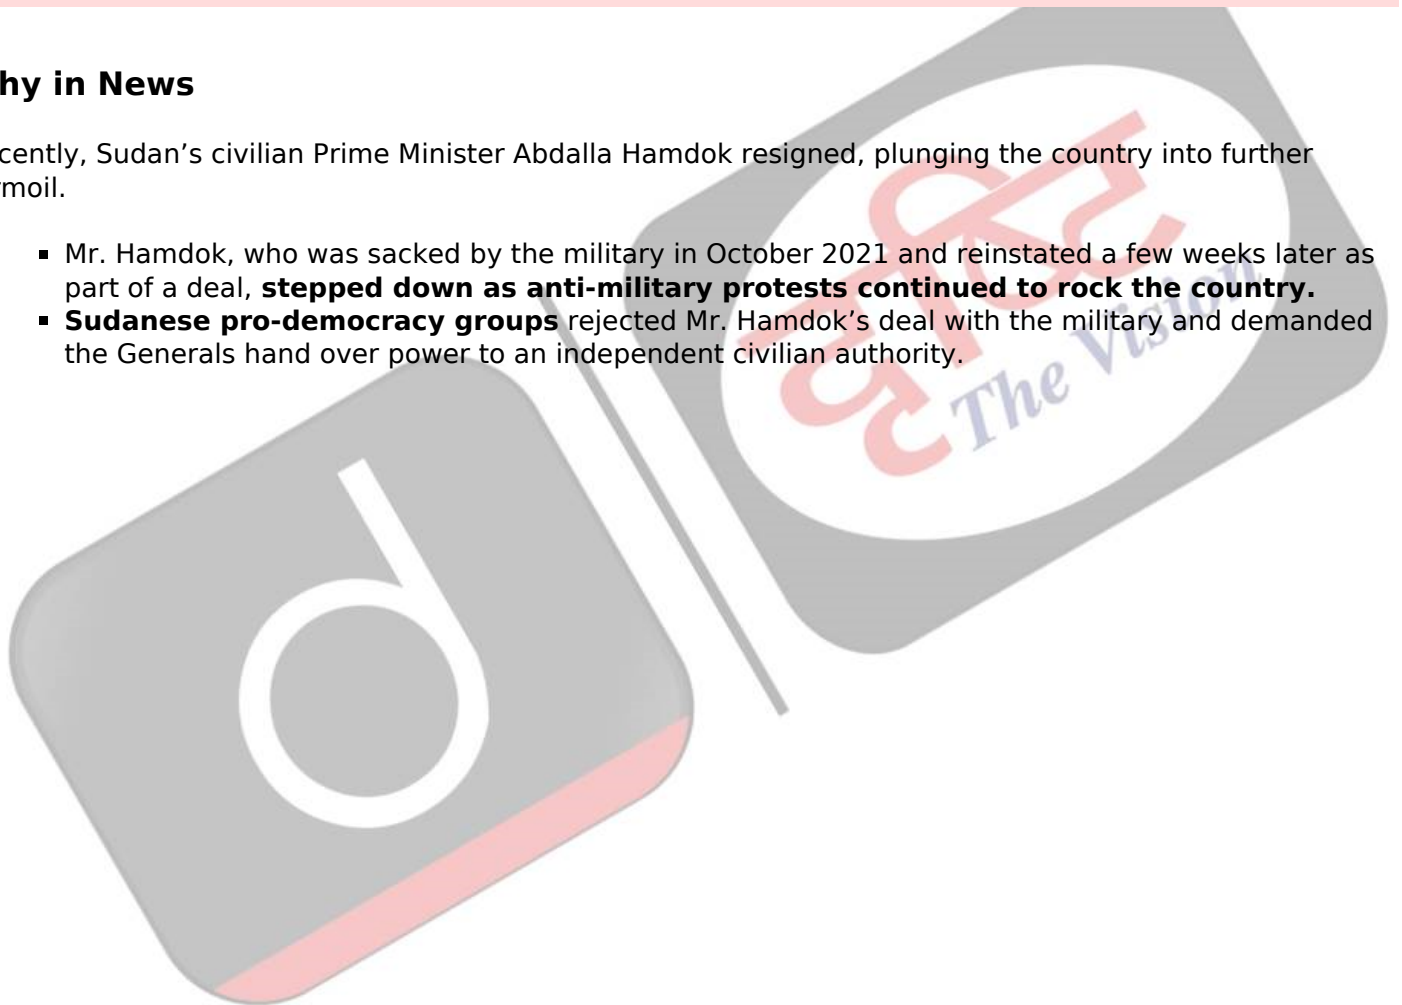 hy in News
cently, Sudan’s civilian Prime Minister Abdalla Hamdok resigned, plunging the country into further
rmoil.
▪ Mr. Hamdok, who was sacked by the military in October 2021 and reinstated a few weeks later as
part of a deal, stepped down as anti-military protests continued to rock the country.
▪ Sudanese pro-democracy groups rejected Mr. Hamdok’s deal with the military and demanded
the Generals hand over power to an independent civilian authority.
दृष्टि
The Vision
d